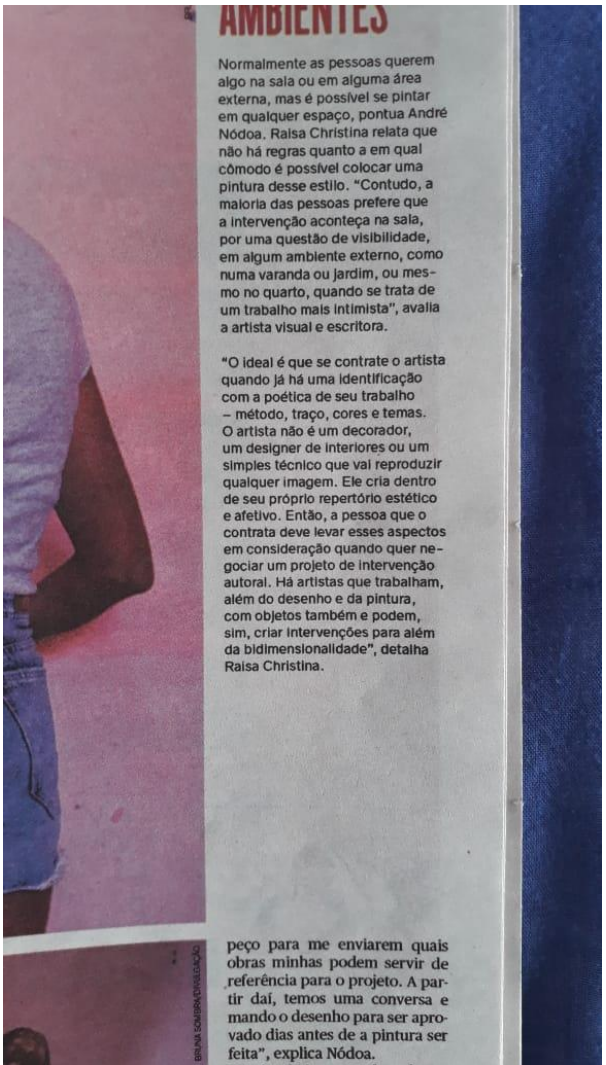 AMBIENTES
Normalmente as pessoas querem
algo na sala ou em alguma área
externa, mas é possível se pintar
em qualquer espaço, pontua André
Nódoa. Raisa Christina relata que
não há regras quanto a em qual
cômodo é possível colocar uma
pintura desse estilo. “Contudo, a
maioria das pessoas prefere que
a intervenção aconteça na sala,
por uma questão de visibilidade,
em algum ambiente externo, como
numa varanda ou jardim, ou mes-
mo no quarto, quando se trata de
um trabalho mais intimista”, avalia
a artista visual e escritora.
“O ideal é que se contrate o artista
quando já há uma identificação
com a poética de seu trabalho
– método, traço, cores e temas.
O artista não é um decorador,
um designer de interiores ou um
simples técnico que vai reproduzir
qualquer imagem. Ele cria dentro
de seu próprio repertório estético
e afetivo. Então, a pessoa que o
contrata deve levar esses aspectos
em consideração quando quer ne-
gociar um projeto de intervenção
autoral. Há artistas que trabalham,
além do desenho e da pintura,
com objetos também e podem,
sim, criar intervenções para além
da bidimensionalidade”, detalha
Raisa Christina.
BRUNA SOMBRA/DIVULGAÇÃO
peço para me enviarem quais
obras minhas podem servir de
referência para o projeto. A par-
tir daí, temos uma conversa e
mando o desenho para ser apro-
vado dias antes de a pintura ser
feita”, explica Nódoa.